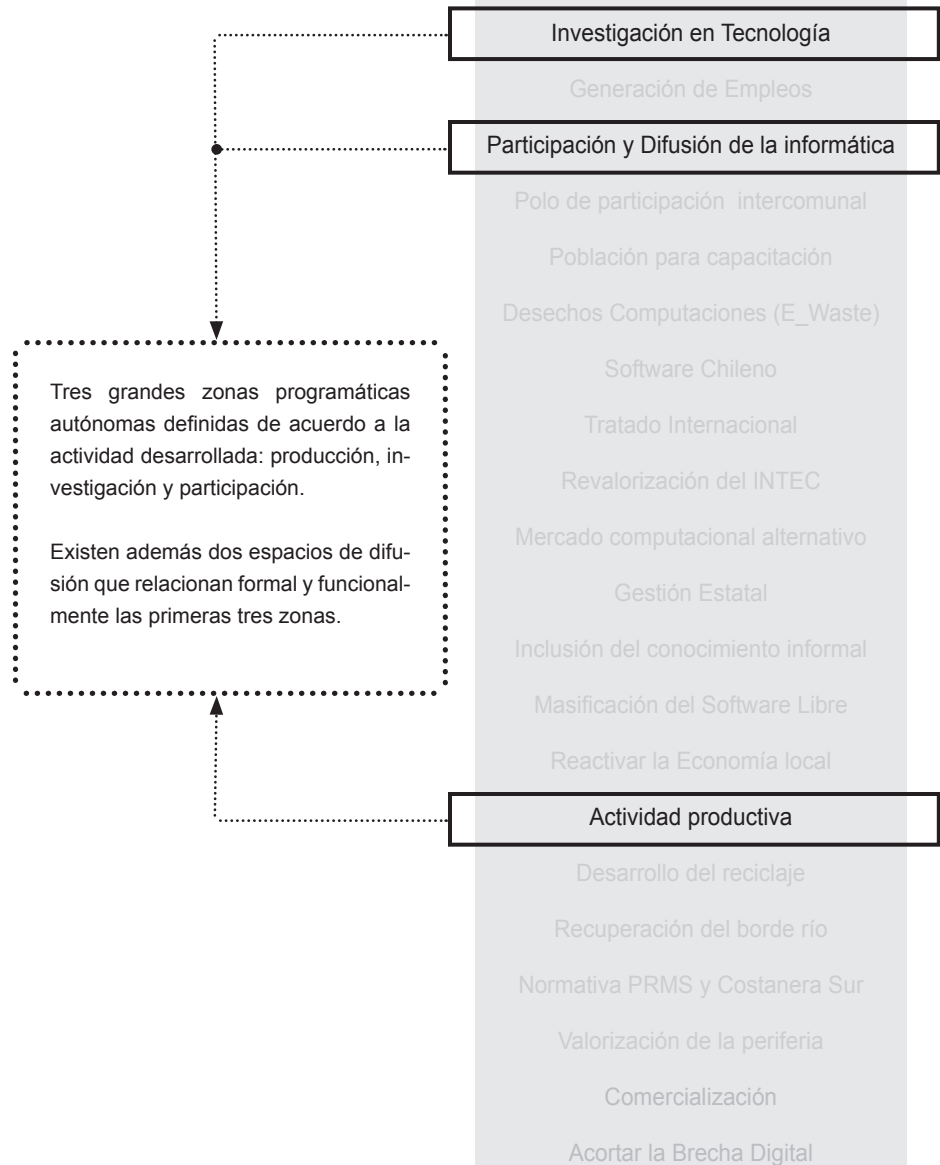 Investigación en Tecnología
Generación de Empleos
Participación y Difusión de la informática
Polo de participación intercomunal
Población para capacitación
Desechos Computaciones (E_Waste)
Software Chileno
Tratado Internacional
Revalorización del INTEC
Mercado computacional alternativo
Gestión Estatal
Inclusión del conocimiento informal
Masificación del Software Libre
Reactivar la Economía local
Actividad productiva
Desarrollo del reciclaje
Recuperación del borde río
Normativa PRMS y Costanera Sur
Valorización de la periferia
Comercialización
Acortar la Brecha Digital
Tres grandes zonas programáticas
autónomas definidas de acuerdo a la
actividad desarrollada: producción, in-
vestigación y participación.
Existen además dos espacios de difu-
sión que relacionan formal y funcional-
mente las primeras tres zonas.